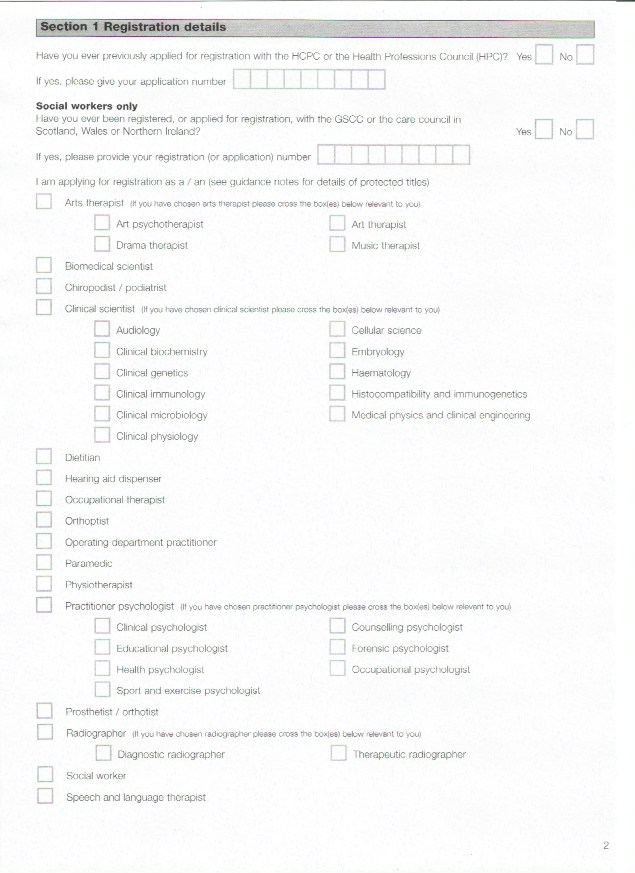 Section 1 Registration details
Have you ever previously applied for registration with the HCPC or the Health Professions Council (HPC)? Yes No
If yes, please give your application number
Social workers only
Have you ever been registered, or applied for registration, with the GSCC or the care council in
Scotland, Wales or Northern Ireland? Yes No
If yes, please provide your registration (or application) number
I am applying for registration as a / an (see guidance notes for details of protected titles)
Arts therapist (If you have chosen arts therapist please cross the box(es) below relevant to you)
Art psychotherapist Art therapist
Drama therapist Music therapist
Biomedical scientist
Chiropodist / podiatrist
Clinical scientist (If you have chosen clinical scientist please cross the box(es) below relevant to you)
Audiology Cellular science
Clinical biochemistry Embryology
Clinical genetics Haematology
Clinical immunology Histocompatibility and immunogenetics
Clinical microbiology Medical physics and clinical engineering
Clinical physiology
Dietitian
Hearing aid dispenser
Occupational therapist
Orthoptist
Operating department practitioner
Paramedic
Physiotherapist
Practitioner psychologist (If you have chosen practitioner psychologist please cross the box(es) below relevant to you)
Clinical psychologist Counselling psychologist
Educational psychologist Forensic psychologist
Health psychologist Occupational psychologist
Sport and exercise psychologist
Prosthetist / orthotist
Radiographer (If you have chosen radiographer please cross the box(es) below relevant to you)
Diagnostic radiographer Therapeutic radiographer
Social worker
Speech and language therapist
2